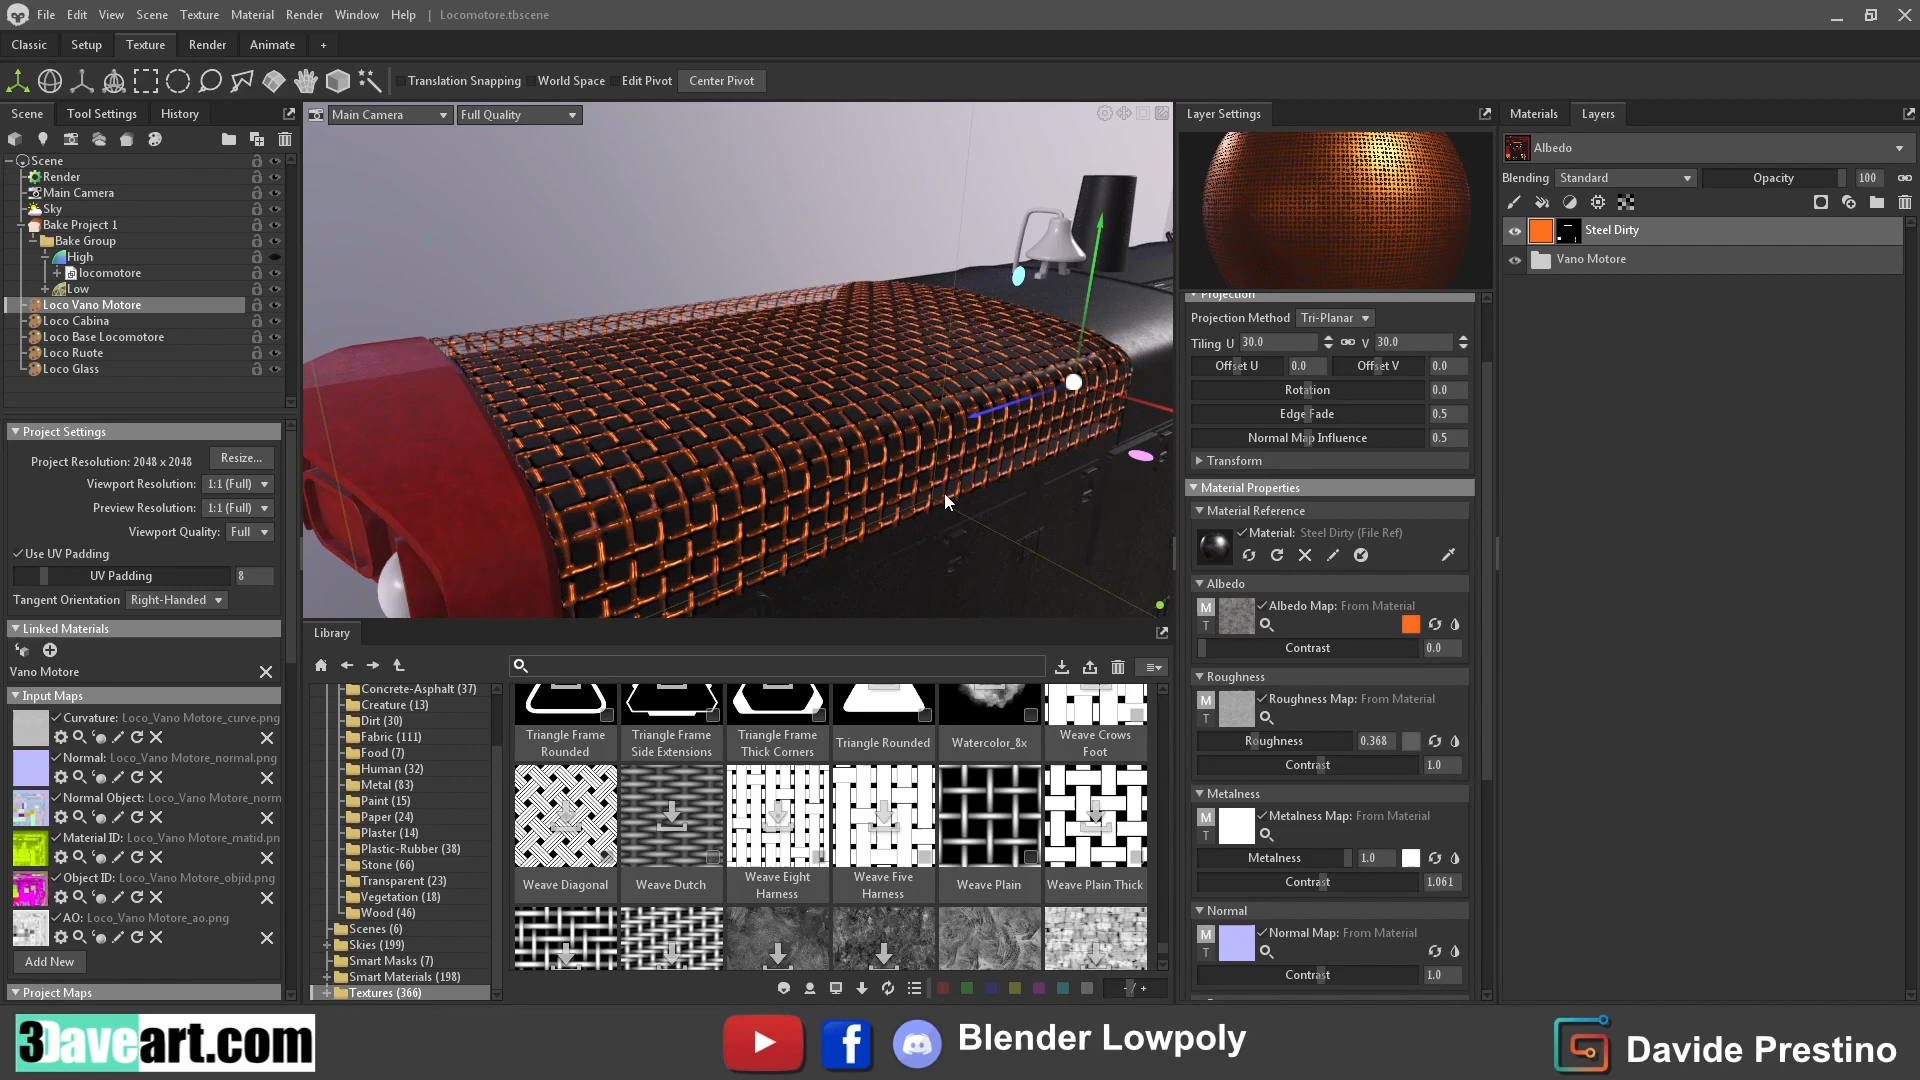 File Edit View Scene Texture Material Render Window Help | Locomotore.tbscene
Classic Setup Texture Render Animate +
Translation Snapping World Space Edit Pivot Center Pivot
Scene Tool Settings History
Main Camera Full Quality
Scene
Render
Main Camera
Sky
Bake Project 1
Bake Group
High
locomotore
Low
Loco Vano Motore
Loco Cabina
Loco Base Locomotore
Loco Ruote
Loco Glass
Project Settings
Project Resolution: 2048 x 2048 Resize...
Viewport Resolution: 1:1 (Full)
Preview Resolution: 1:1 (Full)
Viewport Quality: Full
Use UV Padding
UV Padding 8
Tangent Orientation Right-Handed
Linked Materials
Vano Motore
Input Maps
Curvature: Loco_Vano Motore_curve.png
Normal: Loco_Vano Motore_normal.png
Normal Object: Loco_Vano Motore_norm
Material ID: Loco_Vano Motore_matid.pn
Object ID: Loco_Vano Motore_objid.png
AO: Loco_Vano Motore_ao.png
Add New
Project Maps
Library
Concrete-Asphalt (37)
Creature (13)
Dirt (30)
Fabric (111)
Food (7)
Human (32)
Metal (83)
Paint (15)
Paper (24)
Plaster (14)
Plastic-Rubber (38)
Stone (66)
Transparent (23)
Vegetation (18)
Wood (46)
Scenes (6)
Skies (199)
Smart Masks (7)
Smart Materials (198)
Textures (366)
Triangle Frame
Rounded
Triangle Frame
Side Extensions
Triangle Frame
Thick Corners
Triangle Rounded
Watercolor_8x
Weave Crows
Foot
Weave Diagonal
Weave Dutch
Weave Eight
Harness
Weave Five
Harness
Weave Plain
Weave Plain Thick
Layer Settings
Projection
Projection Method Tri-Planar
Tiling U 30.0 V 30.0
Offset U 0.0 Offset V 0.0
Rotation 0.0
Edge Fade 0.5
Normal Map Influence 0.5
Transform
Material Properties
Material Reference
Material: Steel Dirty (File Ref)
Albedo
M Albedo Map: From Material
T
Contrast 0.0
Roughness
M Roughness Map: From Material
T
Roughness 0.368
Contrast 1.0
Metalness
M Metalness Map: From Material
T
Metalness 1.0
Contrast 1.061
Normal
M Normal Map: From Material
T
Contrast 1.0
Materials Layers
Albedo
Blending Standard Opacity 100
Steel Dirty
Vano Motore
3Daveart.com
Blender Lowpoly
Davide Prestino